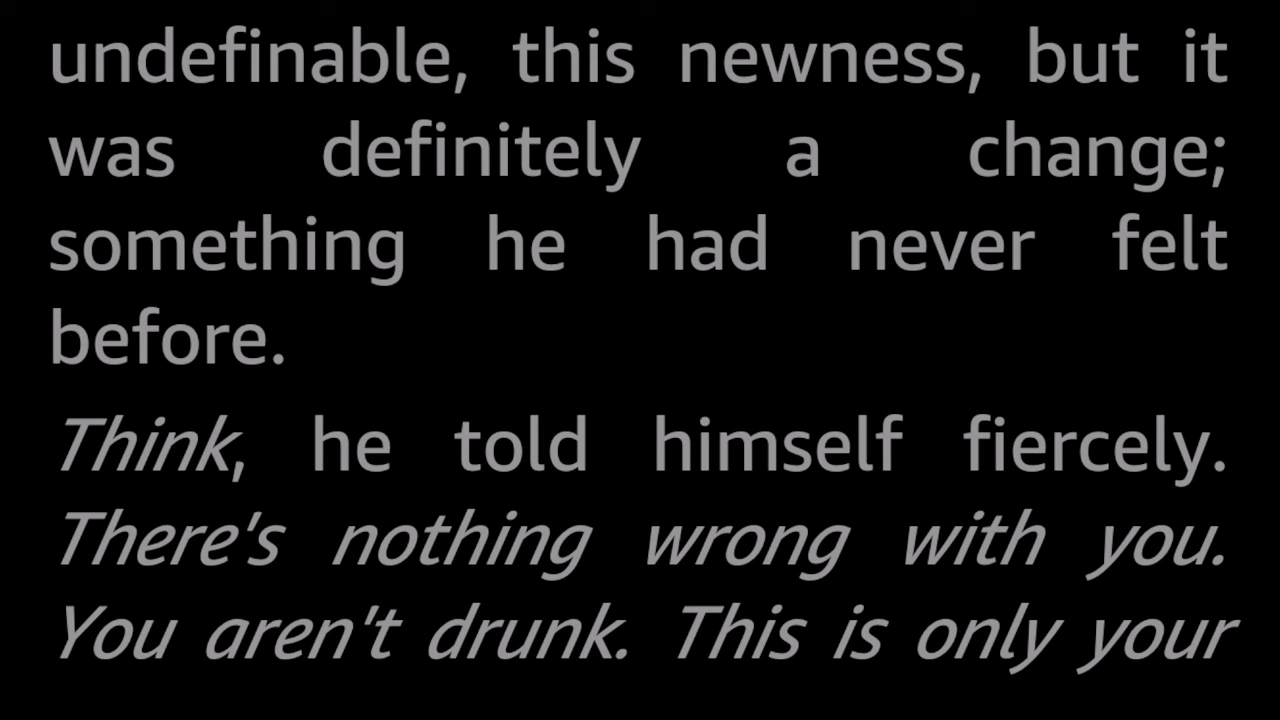 undefinable, this newness, but it
was definitely a change;
something he had never felt
before.
Think, he told himself fiercely.
There's nothing wrong with you.
You aren't drunk. This is only your